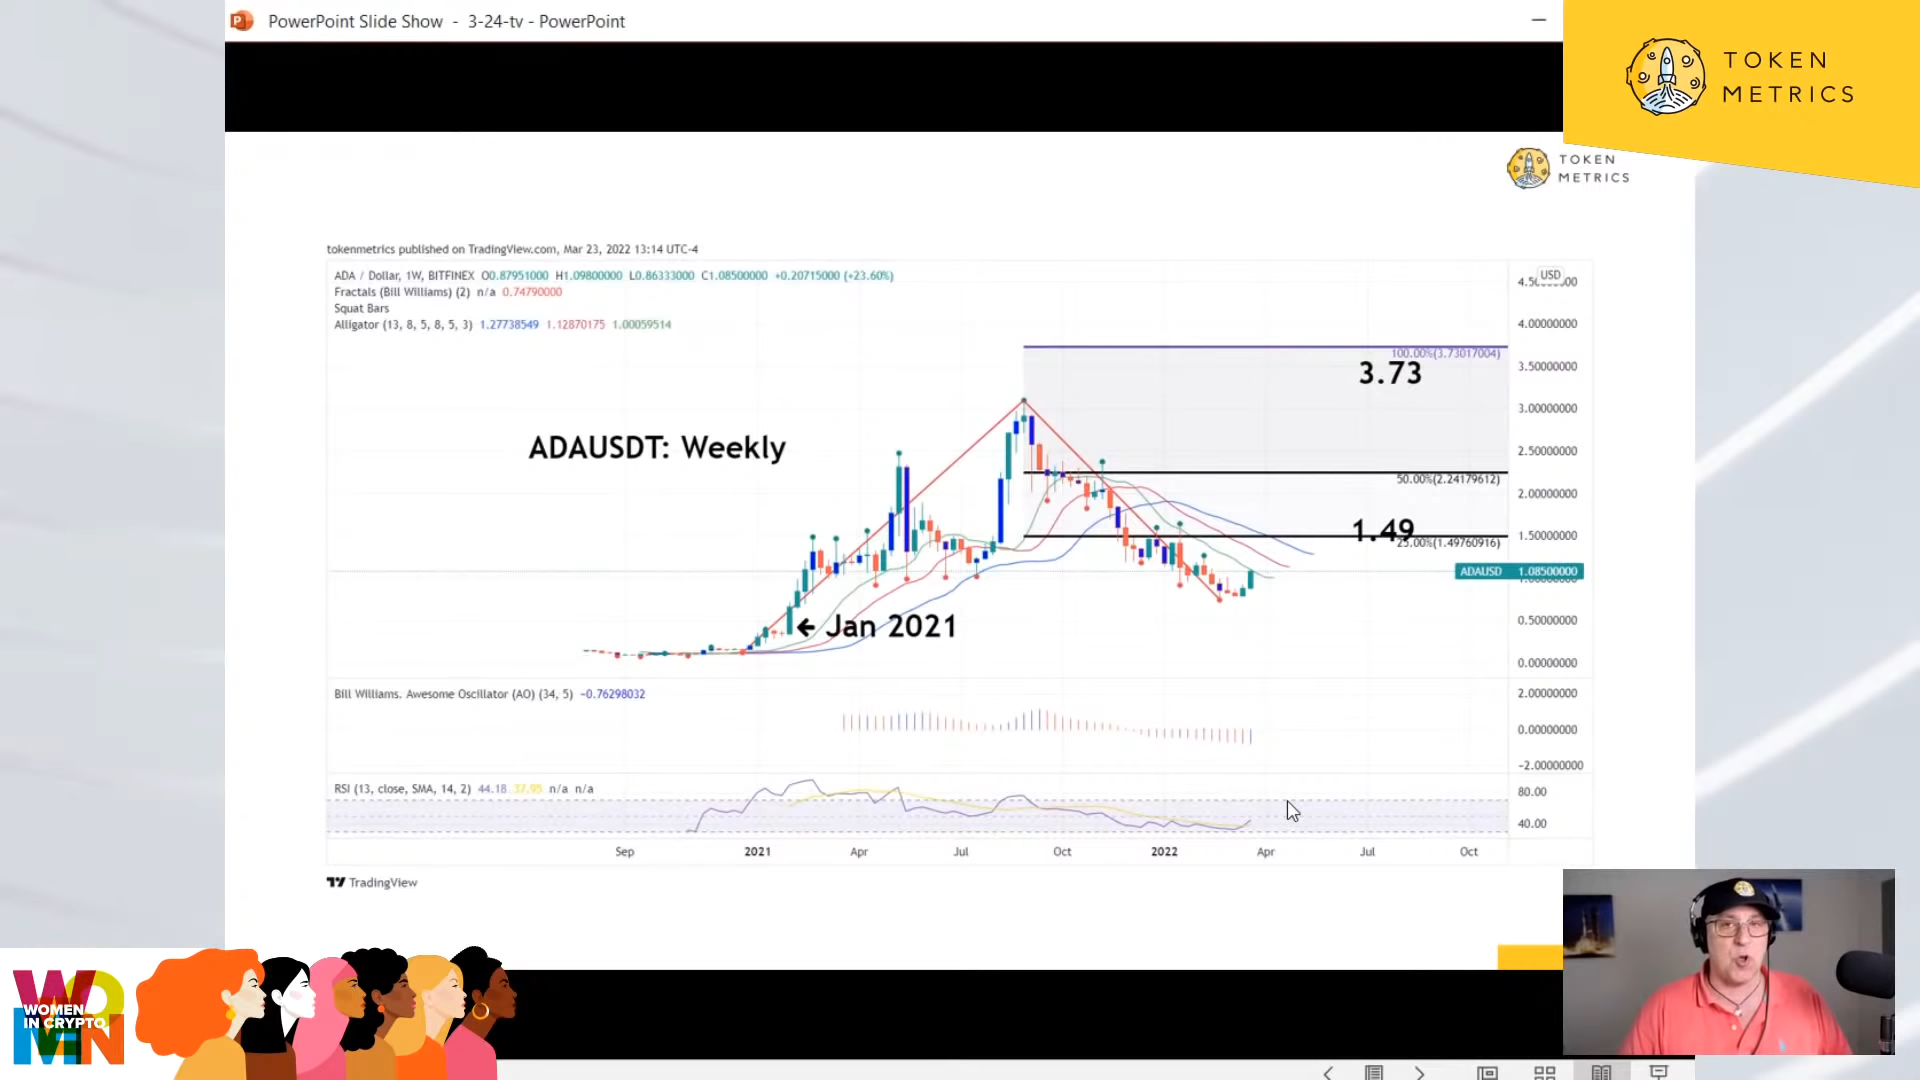 PowerPoint Slide Show - 3-24-tv - PowerPoint
TOKEN
METRICS
TOKEN
METRICS
tokenmetrics published on TradingView.com, Mar 23, 2022 13:14 UTC-4
ADA / Dollar, 1W, BITFINEX O0.87951000 H1.09800000 L0.86333000 C1.08500000 +0.20715000 (+23.60%)
Fractals (Bill Williams) (2) n/a 0.74790000
Squat Bars
Alligator (13, 8, 5, 8, 5, 3) 1.27738549 1.12870175 1.00059514
USD
4.00000000
100.00%(3.73017004)
3.50000000
3.73
3.00000000
ADAUSDT: Weekly
2.50000000
50.00%(2.24179612)
2.00000000
1.49
1.50000000
25.00%(1.49760916)
ADAUSD 1.08500000
← Jan 2021
0.50000000
0.00000000
Bill Williams. Awesome Oscillator (AO) (34, 5) −0.76298032
2.00000000
0.00000000
−2.00000000
RSI (13, close, SMA, 14, 2) 44.18 37.95 n/a n/a
80.00
40.00
Sep 2021 Apr Jul Oct 2022 Apr Jul Oct
TradingView
WOMEN
WOMEN
IN CRYPTO